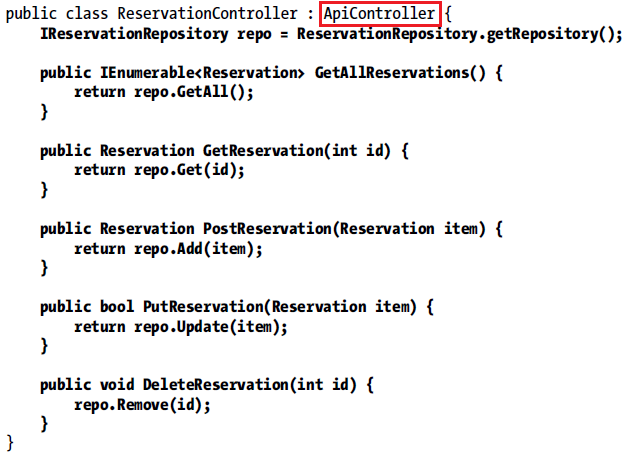 public class ReservationController : ApiController {
    IReservationRepository repo = ReservationRepository.getRepository();
    public IEnumerable<Reservation> GetAllReservations() {
        return repo.GetAll();
    }
    public Reservation GetReservation(int id) {
        return repo.Get(id);
    }
    public Reservation PostReservation(Reservation item) {
        return repo.Add(item);
    }
    public bool PutReservation(Reservation item) {
        return repo.Update(item);
    }
    public void DeleteReservation(int id) {
        repo.Remove(id);
    }
}